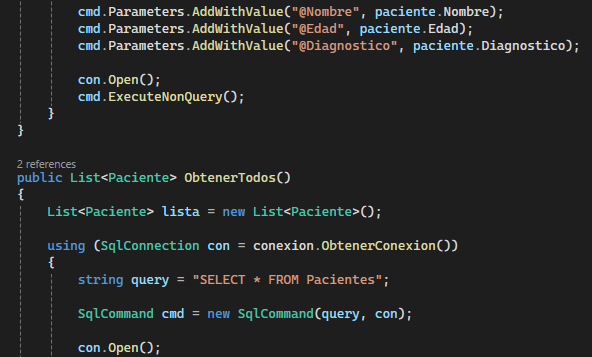 cmd.Parameters.AddWithValue("@Nombre", paciente.Nombre);
cmd.Parameters.AddWithValue("@Edad", paciente.Edad);
cmd.Parameters.AddWithValue("@Diagnostico", paciente.Diagnostico);
con.Open();
cmd.ExecuteNonQuery();
}
}
2 references
public List<Paciente> ObtenerTodos()
{
List<Paciente> lista = new List<Paciente>();
using (SqlConnection con = conexion.ObtenerConexion())
{
string query = "SELECT * FROM Pacientes";
SqlCommand cmd = new SqlCommand(query, con);
con.Open();